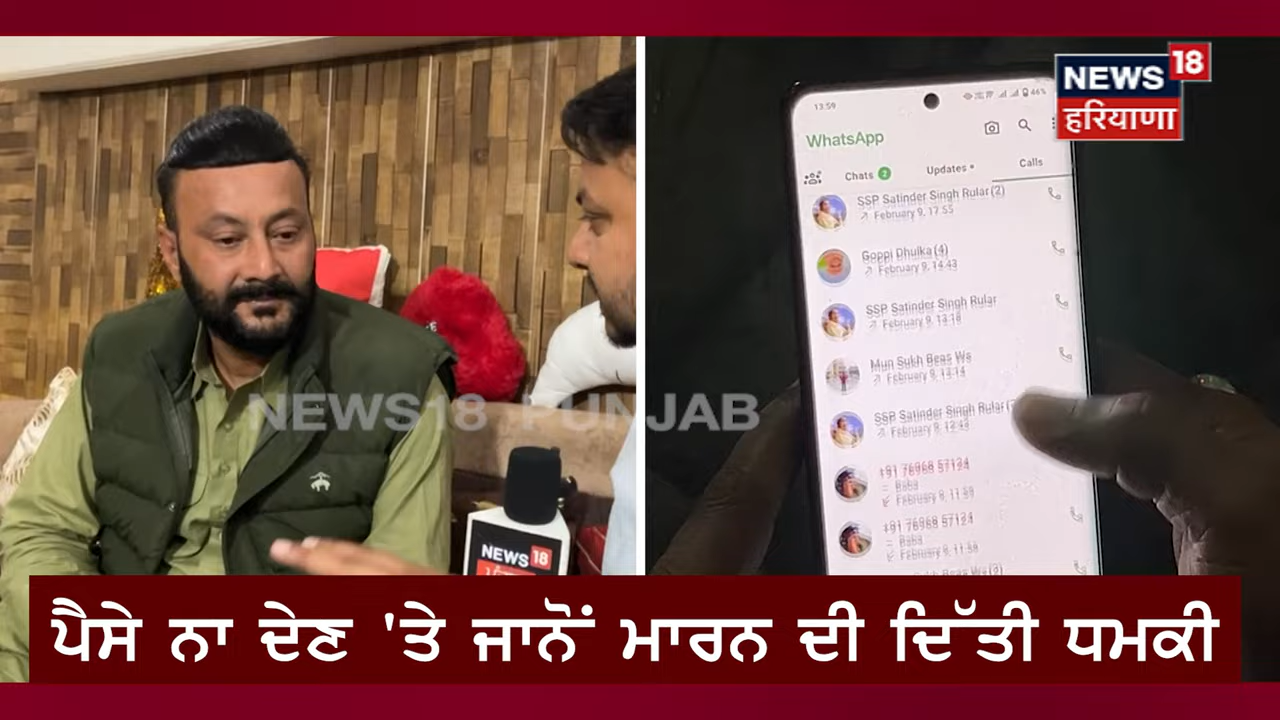 NEWS 18
हरियाणा
13:59
46%
WhatsApp
Chats 2 Updates Calls
SSP Satinder Singh Rular (2)
February 9, 17:55
Goppi Dhulka (4)
February 9, 14:43
SSP Satinder Singh Rular
February 9, 13:18
Mun Sukh Beas Ws
February 9, 13:14
SSP Satinder Singh Rular
February 9, 12:43
+91 76968 57124
Baba
February 9, 11:59
+91 76968 57124
Baba
February 9, 11:59
NEWS18 PUNJAB
NEWS 18
ਪੈਸੇ ਨਾ ਦੇਣ 'ਤੇ ਜਾਨੋਂ ਮਾਰਨ ਦੀ ਦਿੱਤੀ ਧਮਕੀ